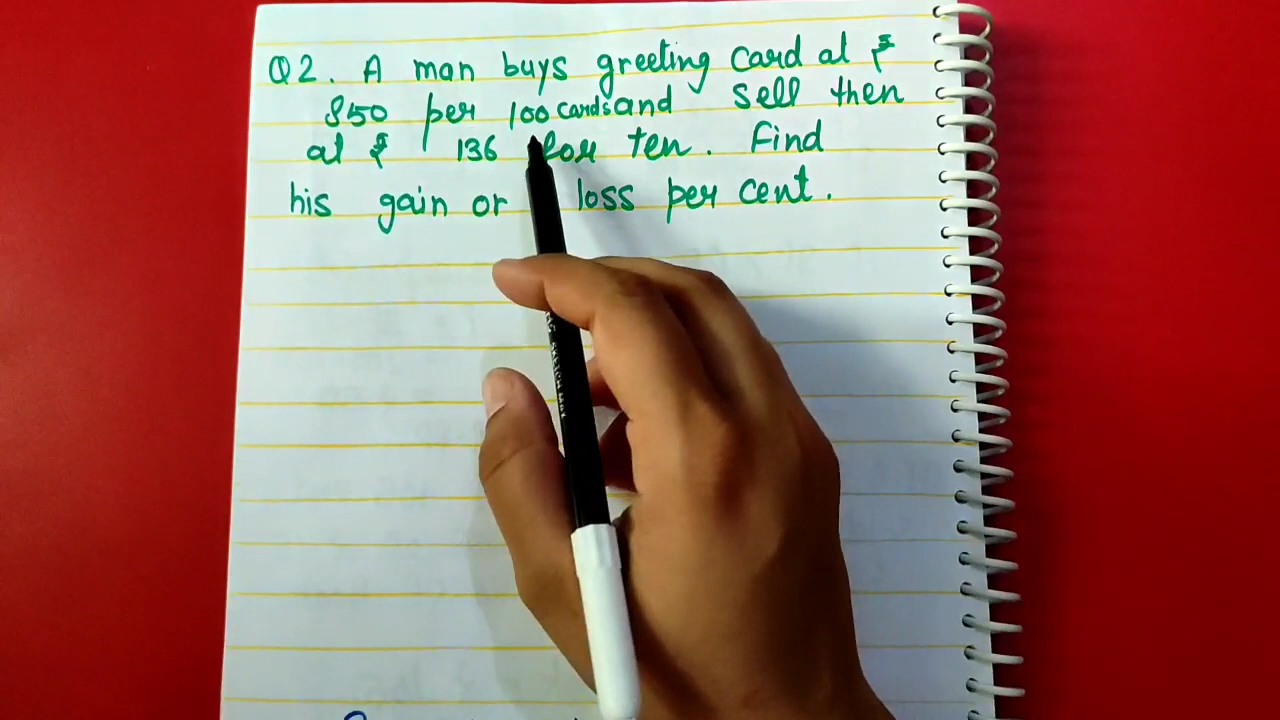 Q2. A man buys greeting card at ₹
850 per 100 cards and sell then
at ₹ 136 for ten. Find
his gain or loss per cent.